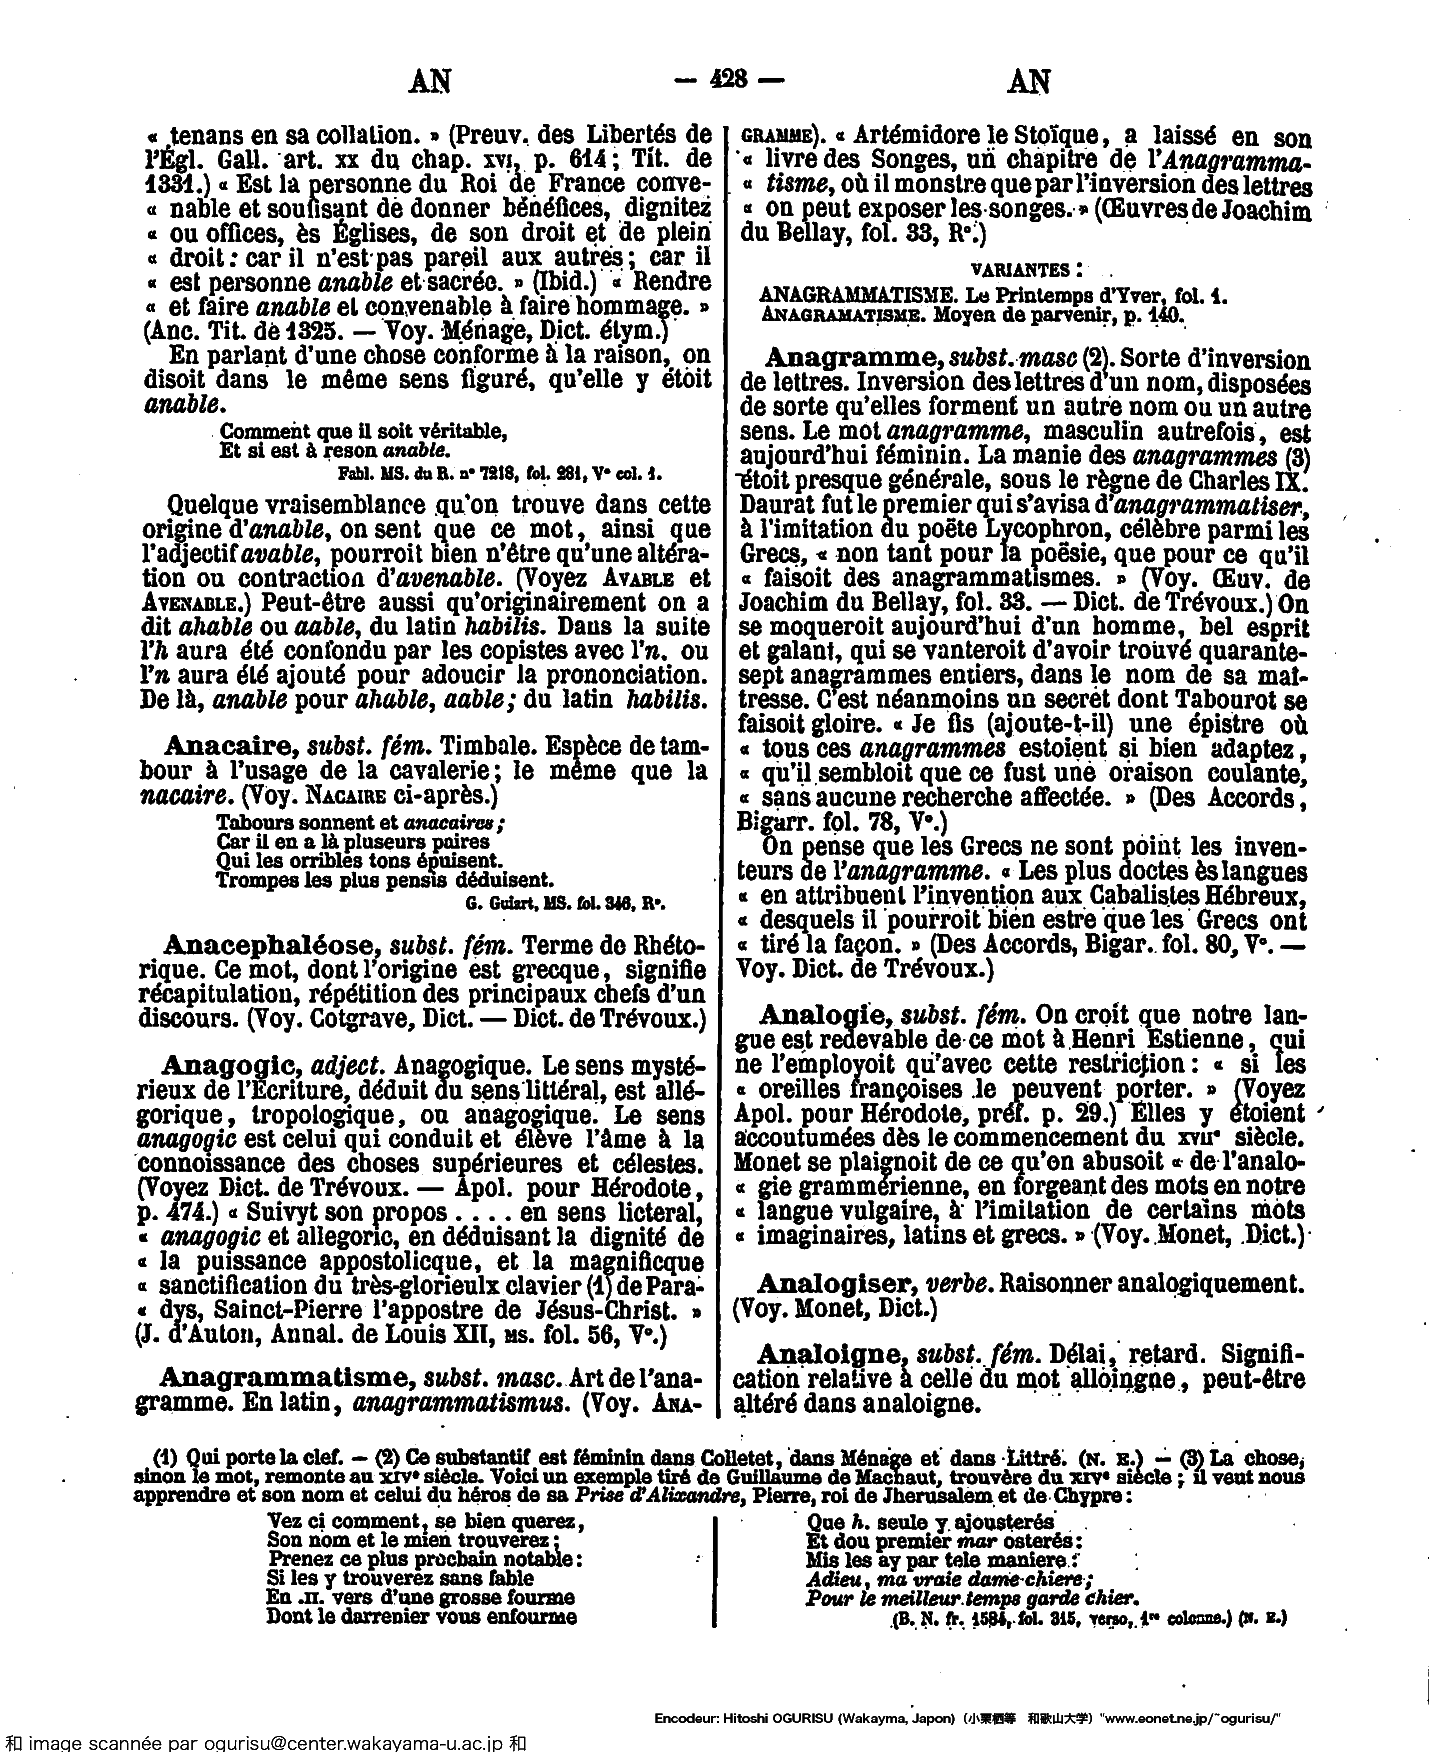 AN — 428 — AN
« tenans en sa collation. » (Preuv. des Libertés de
l'Égl. Gall. art. xx du chap. xvi, p. 614 ; Tit. de
1331.) « Est la personne du Roi de France conve-
« nable et soufisant de donner bénéfices, dignitez
« ou offices, ès Églises, de son droit et de plein
« droit : car il n'est pas pareil aux autres ; car il
« est personne anable et sacrée. » (Ibid.) « Rendre
« et faire anable et convenable à faire hommage. »
(Anc. Tit. de 1325. — Voy. Ménage, Dict. étym.)
En parlant d'une chose conforme à la raison, on
disoit dans le même sens figuré, qu'elle y étoit
anable.
Comment que il soit véritable,
Et si est à reson anable.
Fabl. MS. du R. n° 7218, fol. 281, V° col. 1.
Quelque vraisemblance qu'on trouve dans cette
origine d'anable, on sent que ce mot, ainsi que
l'adjectif avable, pourroit bien n'être qu'une altéra-
tion ou contraction d'avenable. (Voyez AVABLE et
AVENABLE.) Peut-être aussi qu'originairement on a
dit ahable ou aable, du latin habilis. Dans la suite
l'h aura été confondu par les copistes avec l'n, ou
l'n aura été ajouté pour adoucir la prononciation.
De là, anable pour ahable, aable ; du latin habilis.
Anacaire, subst. fém. Timbale. Espèce de tam-
bour à l'usage de la cavalerie ; le même que la
nacaire. (Voy. NACAIRE ci-après.)
Tabours sonnent et anacaires ;
Car il en a là pluseurs paires
Qui les orribles tons épuisent.
Trompes les plus pensis déduisent.
G. Guiart, MS. fol. 346, R°.
Anacephaléose, subst. fém. Terme de Rhéto-
rique. Ce mot, dont l'origine est grecque, signifie
récapitulation, répétition des principaux chefs d'un
discours. (Voy. Cotgrave, Dict. — Dict. de Trévoux.)
Anagogic, adject. Anagogique. Le sens mysté-
rieux de l'Ecriture, déduit du sens littéral, est allé-
gorique, tropologique, ou anagogique. Le sens
anagogic est celui qui conduit et élève l'âme à la
connoissance des choses supérieures et célestes.
(Voyez Dict. de Trévoux. — Apol. pour Hérodote,
p. 474.) « Suivyt son propos . . . . en sens licteral,
« anagogic et allegoric, en déduisant la dignité de
« la puissance appostolicque, et la magnificque
« sanctification du très-glorieulx clavier (1) de Para-
« dys, Sainct-Pierre l'appostre de Jésus-Christ. »
(J. d'Auton, Annal. de Louis XII, MS. fol. 56, V°.)
Anagrammatisme, subst. masc. Art de l'ana-
gramme. En latin, anagrammatismus. (Voy. ANA-
GRAMME). « Artémidore le Stoïque, a laissé en son
« livre des Songes, un chapitre de l'Anagramma-
« tisme, où il monstre que par l'inversion des lettres
« on peut exposer les songes. » (Œuvres de Joachim
du Bellay, fol. 33, R°.)
VARIANTES :
ANAGRAMMATISME. Le Printemps d'Yver, fol. 1.
ANAGRAMATISME. Moyen de parvenir, p. 140.
Anagramme, subst. masc (2). Sorte d'inversion
de lettres. Inversion des lettres d'un nom, disposées
de sorte qu'elles forment un autre nom ou un autre
sens. Le mot anagramme, masculin autrefois, est
aujourd'hui féminin. La manie des anagrammes (3)
étoit presque générale, sous le règne de Charles IX.
Daurat fut le premier qui s'avisa d'anagrammatiser,
à l'imitation du poëte Lycophron, célèbre parmi les
Grecs, « non tant pour la poësie, que pour ce qu'il
« faisoit des anagrammatismes. » (Voy. Œuv. de
Joachim du Bellay, fol. 33. — Dict. de Trévoux.) On
se moqueroit aujourd'hui d'un homme, bel esprit
et galant, qui se vanteroit d'avoir trouvé quarante-
sept anagrammes entiers, dans le nom de sa maî-
tresse. C'est néanmoins un secret dont Tabourot se
faisoit gloire. « Je fis (ajoute-t-il) une épistre où
« tous ces anagrammes estoient si bien adaptez,
« qu'il sembloit que ce fust une oraison coulante,
« sans aucune recherche affectée. » (Des Accords,
Bigarr. fol. 78, V°.)
On pense que les Grecs ne sont point les inven-
teurs de l'anagramme. « Les plus doctes ès langues
« en attribuent l'invention aux Cabalistes Hébreux,
« desquels il pourroit bien estre que les Grecs ont
« tiré la façon. » (Des Accords, Bigar. fol. 80, V°. —
Voy. Dict. de Trévoux.)
Analogie, subst. fém. On croit que notre lan-
gue est redevable de ce mot à Henri Estienne, qui
ne l'employoit qu'avec cette restriction : « si les
« oreilles françoises le peuvent porter. » (Voyez
Apol. pour Hérodote, préf. p. 29.) Elles y étoient
accoutumées dès le commencement du XVIIe siècle.
Monet se plaignoit de ce qu'on abusoit « de l'analo-
« gie grammérienne, en forgeant des mots en notre
« langue vulgaire, à l'imitation de certains mots
« imaginaires, latins et grecs. » (Voy. Monet, Dict.)
Analogiser, verbe. Raisonner analogiquement.
(Voy. Monet, Dict.)
Analoigne, subst. fém. Délai, retard. Signifi-
cation relative à celle du mot alloingne, peut-être
altéré dans analoigne.
(1) Qui porte la clef. — (2) Ce substantif est féminin dans Colletet, dans Ménage et dans Littré. (N. E.) — (3) La chose,
sinon le mot, remonte au XIVe siècle. Voici un exemple tiré de Guillaume de Machaut, trouvère du XIVe siècle ; il veut nous
apprendre et son nom et celui du héros de sa Prise d'Alixandre, Pierre, roi de Jherusalem et de Chypre :
Vez ci comment, se bien querez,
Son nom et le mien trouverez ;
Prenez ce plus prochain notable :
Si les y trouverez sans fable
En .II. vers d'une grosse fourme
Dont le darrenier vous enfourme
Que h. seule y ajousterés
Et dou premier mar osterés :
Mis les ay par tele maniere :
Adieu, ma vraie dame chiere ;
Pour le meilleur temps garde chier.
(B. N. fr. 1584, fol. 315, verso, 1re colonne.) (N. E.)
Encodeur: Hitoshi OGURISU (Wakayma, Japon) (小栗栖等 和歌山大学) "www.eonet.ne.jp/~ogurisu/"
和 image scannée par ogurisu@center.wakayama-u.ac.jp 和